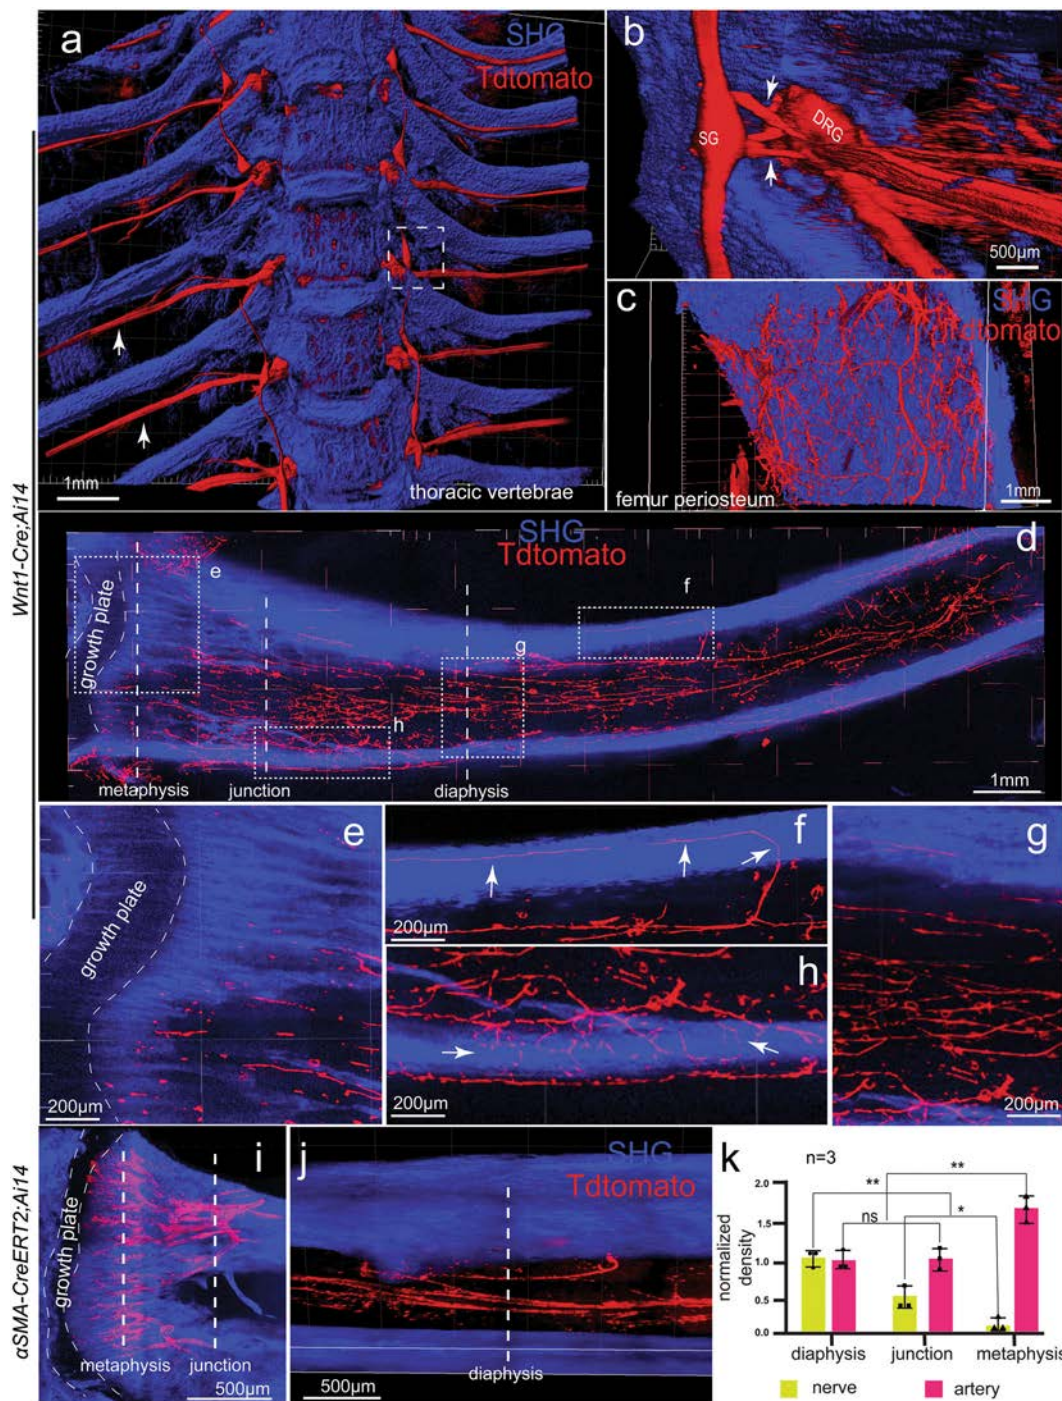 Wnt1-Cre;Ai14
αSMA-CreERT2;Ai14
a
SHG
Tdtomato
1mm
thoracic vertebrae
b
SG
DRG
500μm
c
SHG
Tdtomato
femur periosteum
1mm
SHG
Tdtomato
d
growth plate
e
f
g
h
metaphysis
junction
diaphysis
1mm
e
growth plate
200μm
f
200μm
h
200μm
g
200μm
i
growth plate
metaphysis
junction
500μm
j
SHG
Tdtomato
diaphysis
500μm
k
n=3
normalized
density
2.0
1.5
1.0
0.5
0.0
**
ns
*
**
diaphysis
junction
metaphysis
nerve
artery